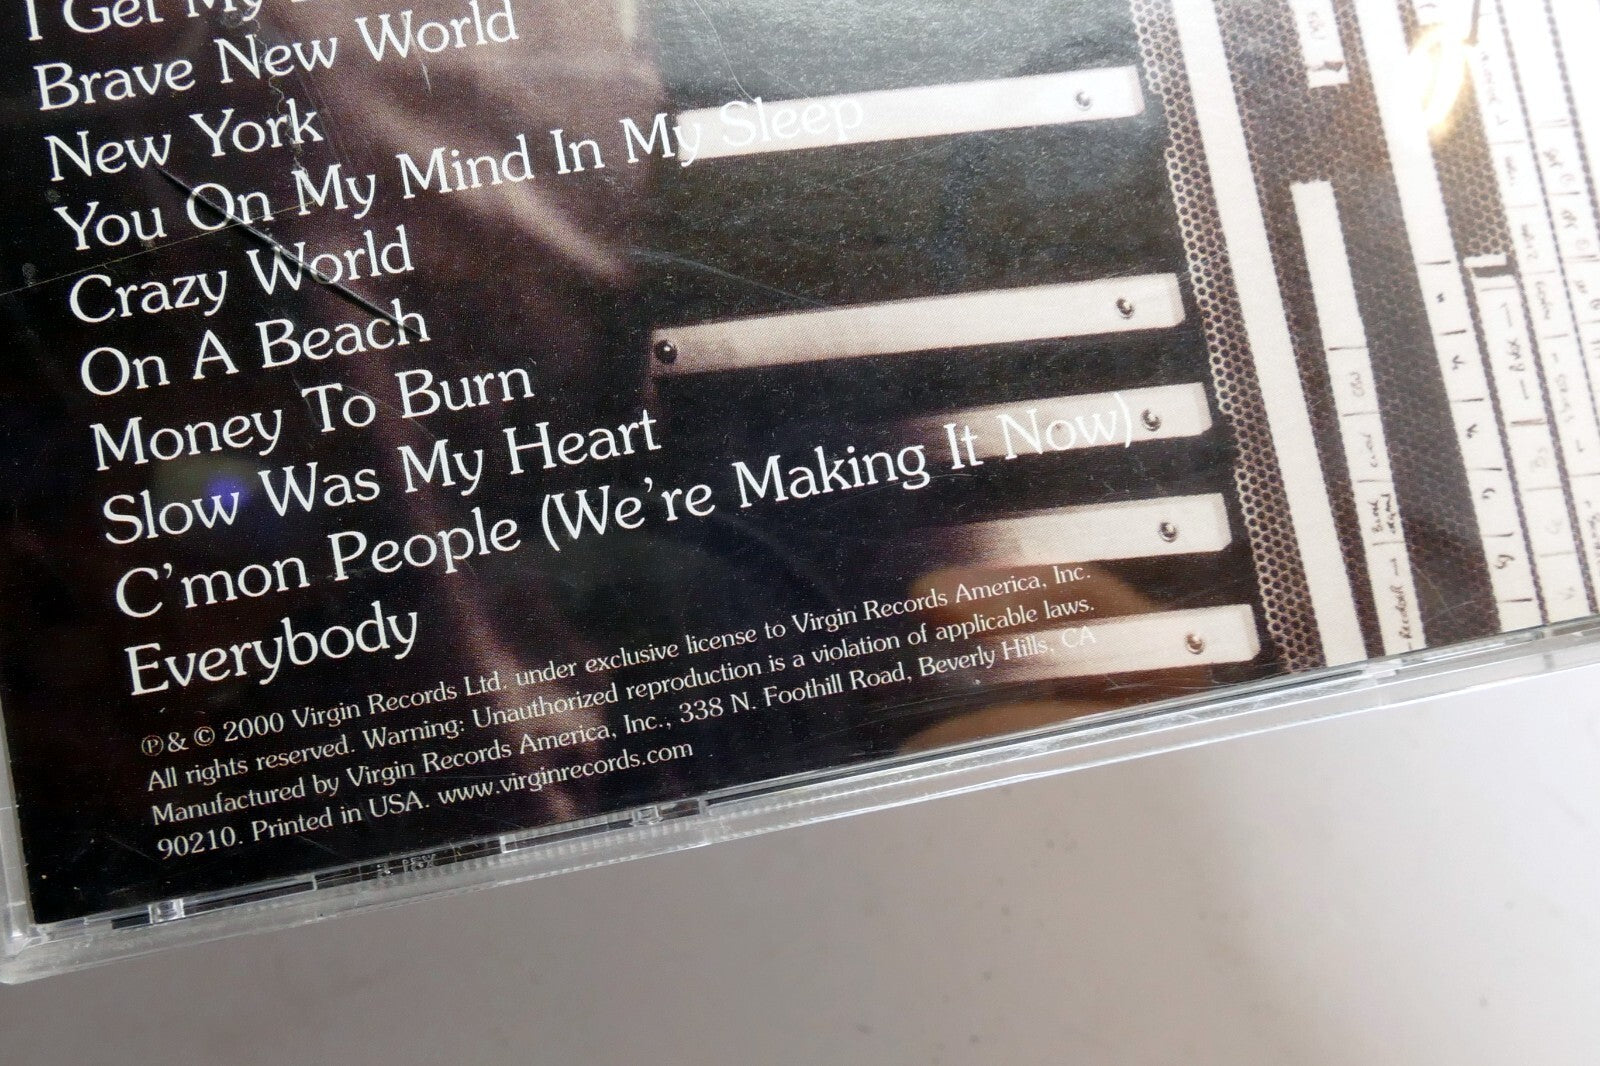 I Get My
Brave New World
New York
You On My Mind In My Sleep
Crazy World
On A Beach
Money To Burn
Slow Was My Heart
C'mon People (We're Making It Now)
Everybody
℗& © 2000 Virgin Records Ltd. under exclusive license to Virgin Records America, Inc.
All rights reserved. Warning: Unauthorized reproduction is a violation of applicable laws.
Manufactured by Virgin Records America, Inc., 338 N. Foothill Road, Beverly Hills, CA
90210. Printed in USA. www.virginrecords.com